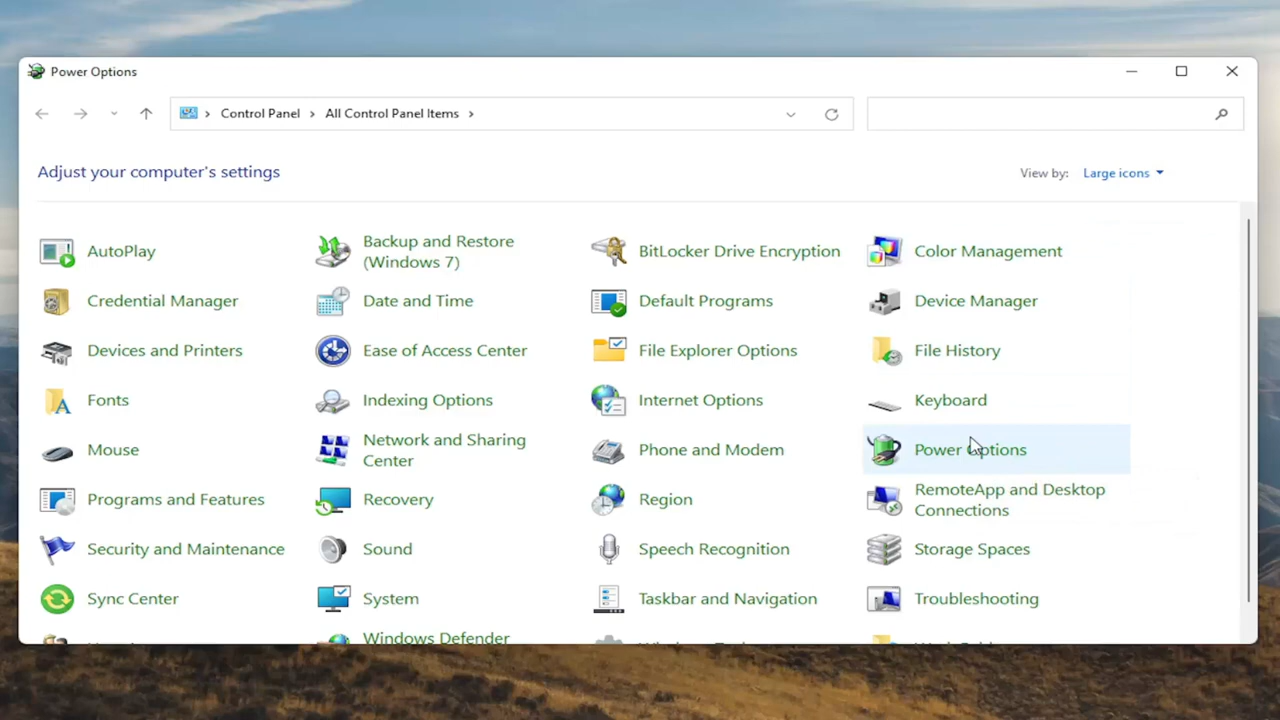 Power Options
Control Panel
All Control Panel Items
Adjust your computer's settings
View by: Large icons
AutoPlay
Backup and Restore
(Windows 7)
BitLocker Drive Encryption
Color Management
Credential Manager
Date and Time
Default Programs
Device Manager
Devices and Printers
Ease of Access Center
File Explorer Options
File History
Fonts
Indexing Options
Internet Options
Keyboard
Mouse
Network and Sharing
Center
Phone and Modem
Power Options
Programs and Features
Recovery
Region
RemoteApp and Desktop
Connections
Security and Maintenance
Sound
Speech Recognition
Storage Spaces
Sync Center
System
Taskbar and Navigation
Troubleshooting
Windows Defender